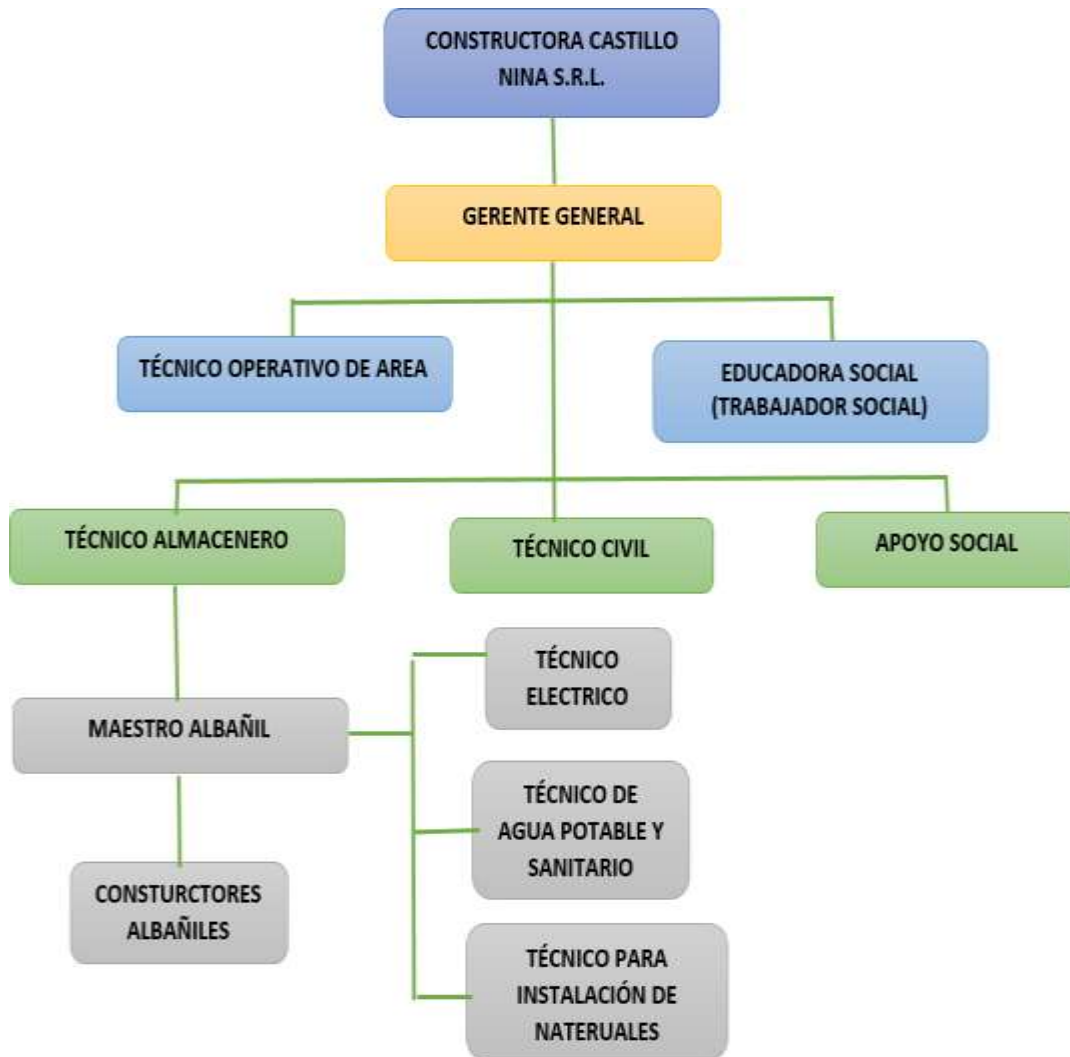 CONSTRUCTORA CASTILLO
NINA S.R.L.
GERENTE GENERAL
TÉCNICO OPERATIVO DE AREA
EDUCADORA SOCIAL
(TRABAJADOR SOCIAL)
TÉCNICO ALMACENERO
TÉCNICO CIVIL
APOYO SOCIAL
TÉCNICO
ELECTRICO
MAESTRO ALBAÑIL
TÉCNICO DE
AGUA POTABLE Y
SANITARIO
CONSTURCTORES
ALBAÑILES
TÉCNICO PARA
INSTALACIÓN DE
NATERUALES